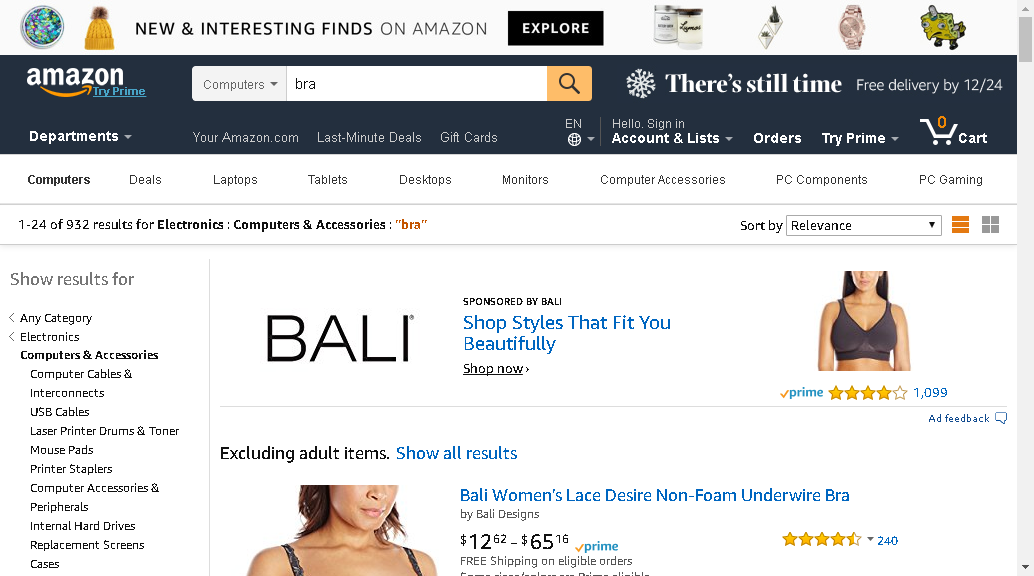 NEW & INTERESTING FINDS ON AMAZON EXPLORE
amazon
Try Prime
Computers bra
There's still time Free delivery by 12/24
Departments
Your Amazon.com Last-Minute Deals Gift Cards
EN
Hello. Sign in
Account & Lists
Orders
Try Prime
0
Cart
Computers Deals Laptops Tablets Desktops Monitors Computer Accessories PC Components PC Gaming
1-24 of 932 results for Electronics : Computers & Accessories : "bra"
Sort by Relevance
Show results for
Any Category
Electronics
Computers & Accessories
Computer Cables &
Interconnects
USB Cables
Laser Printer Drums & Toner
Mouse Pads
Printer Staplers
Computer Accessories &
Peripherals
Internal Hard Drives
Replacement Screens
Cases
BALI®
SPONSORED BY BALI
Shop Styles That Fit You
Beautifully
Shop now ›
prime 1,099
Ad feedback
Excluding adult items. Show all results
Bali Women's Lace Desire Non-Foam Underwire Bra
by Bali Designs
$12 62 - $65 16 prime
240
FREE Shipping on eligible orders